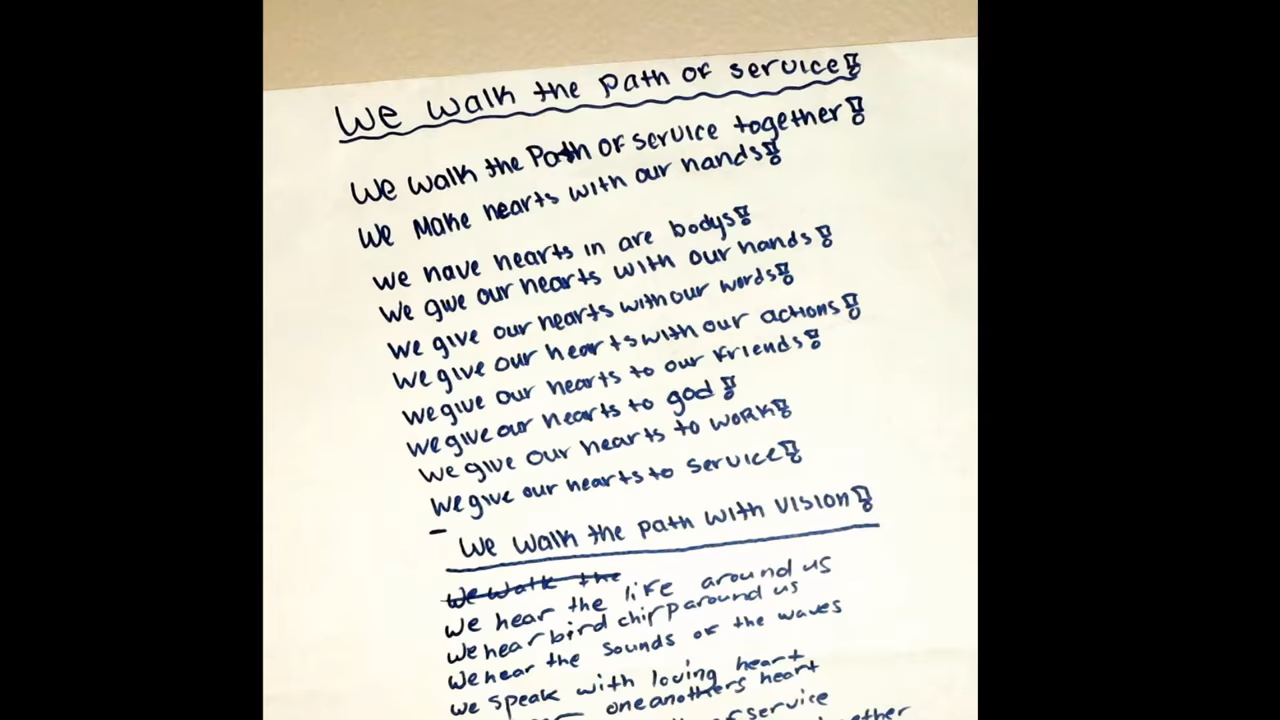 We walk the path of service!
We walk the Path of service together!
We Make hearts with our hands!
we have hearts in are bodys!
We give our hearts with our hands!
We give our hearts with our words!
We give our hearts with our actions!
We give our hearts to our friends!
We give our hearts to god!
We give our hearts to WORK!
We give our hearts to service!
We walk the path with vision!
We walk the
We hear the life around us
We hear bird chirp around us
We hear the sounds of the waves
We speak with loving heart
one anothers heart
of service